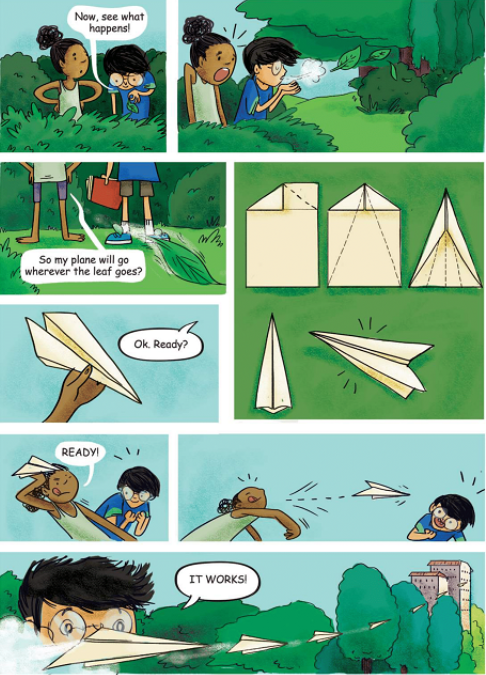 Now, see what
happens!
So my plane will go
wherever the leaf goes?
Ok. Ready?
READY!
IT WORKS!